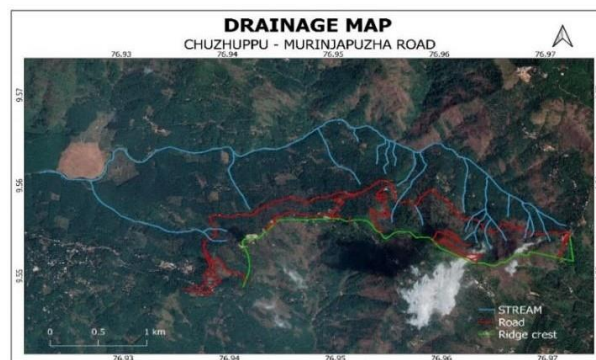 DRAINAGE MAP
CHUZHUPPU - MURINJAPUZHA ROAD
76.93 76.94 76.95 76.96 76.97
9.57
9.56
9.55
STREAM
Road
Ridge crest
0 0.5 1 km
76.93 76.94 76.95 76.96 76.97